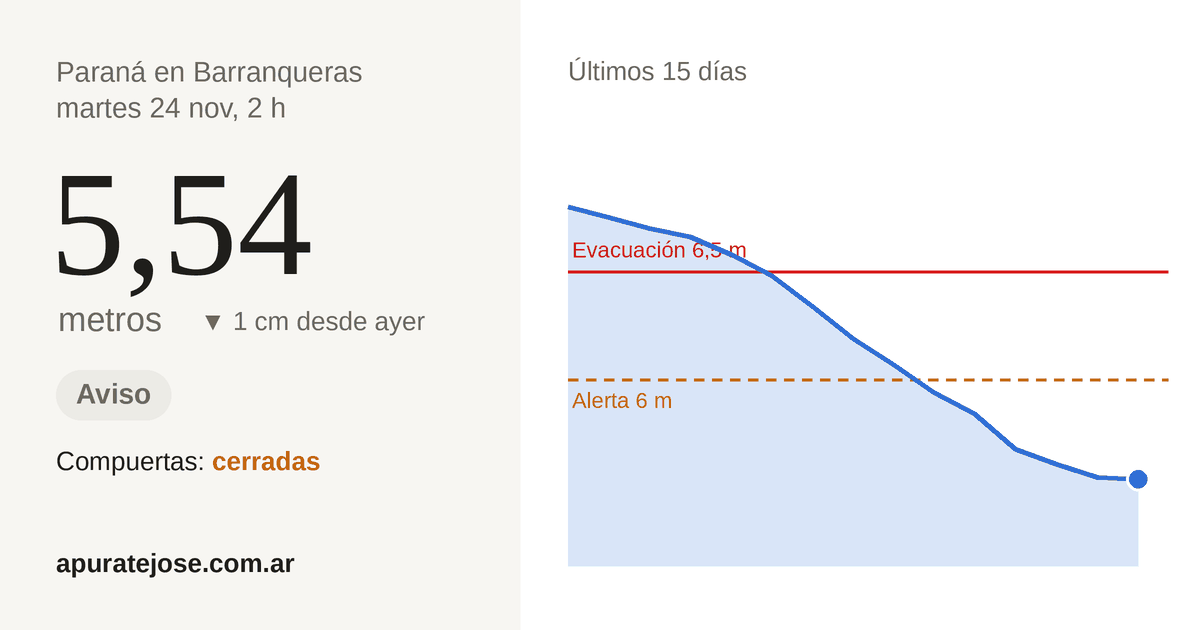 Paraná en Barranqueras
martes 24 nov, 2 h
5,54
metros ▼ 1 cm desde ayer
Aviso
Compuertas: cerradas
apuratejose.com.ar
Últimos 15 días
Evacuación 6,5 m
Alerta 6 m